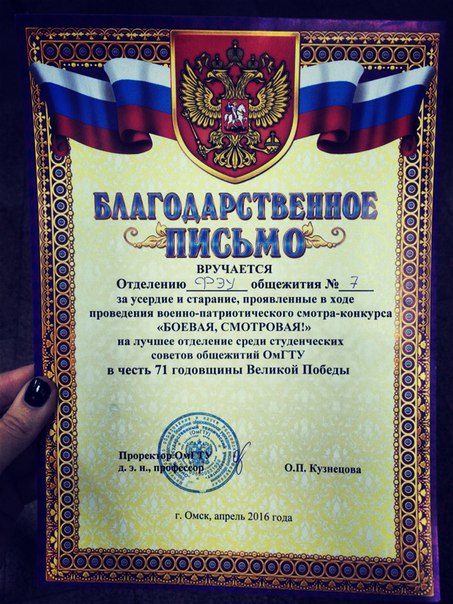 БЛАГОДАРСТВЕННОЕ
ПИСЬМО
ВРУЧАЕТСЯ
Отделению ФЭУ общежития № 7
за усердие и старание, проявленные в ходе
проведения военно-патриотического смотра-конкурса
«БОЕВАЯ, СМОТРОВАЯ!»
на лучшее отделение среди студенческих
советов общежитий ОмГТУ
в честь 71 годовщины Великой Победы
Проректор ОмГТУ
д. э. н., профессор О.П. Кузнецова
г. Омск, апрель 2016 года